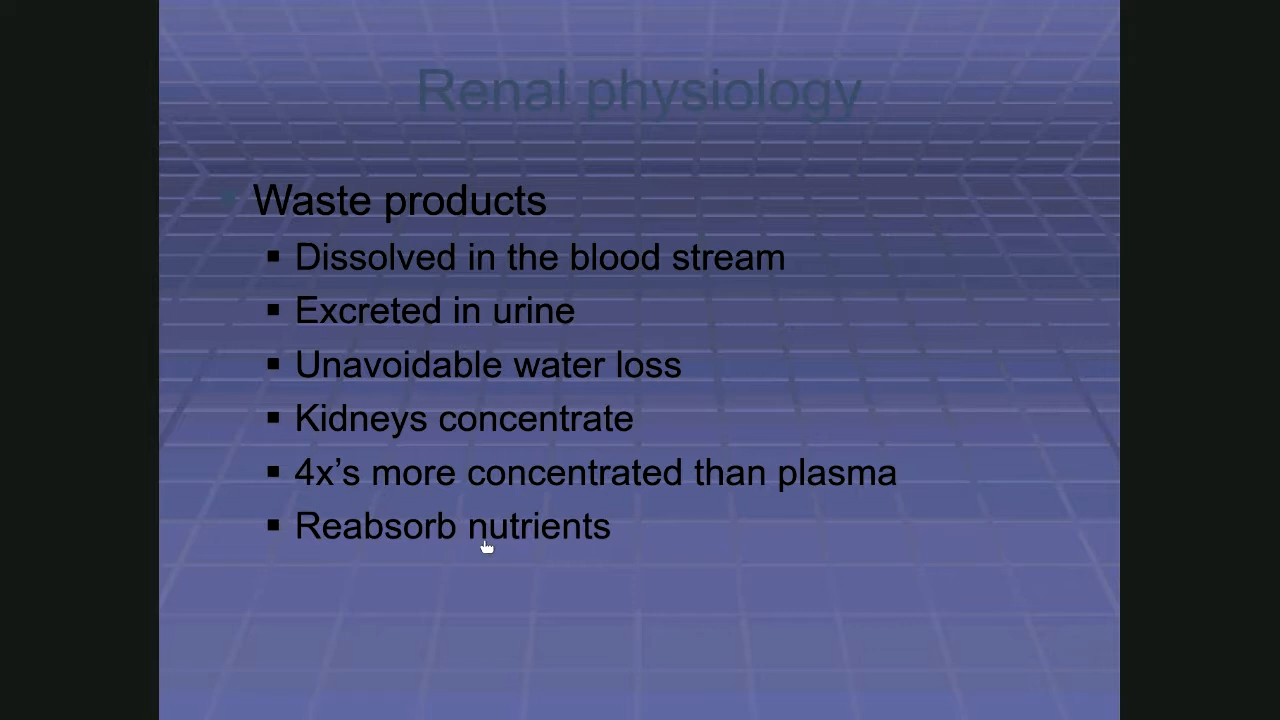 Renal physiology
Waste products
▪ Dissolved in the blood stream
▪ Excreted in urine
▪ Unavoidable water loss
▪ Kidneys concentrate
▪ 4x’s more concentrated than plasma
▪ Reabsorb nutrients